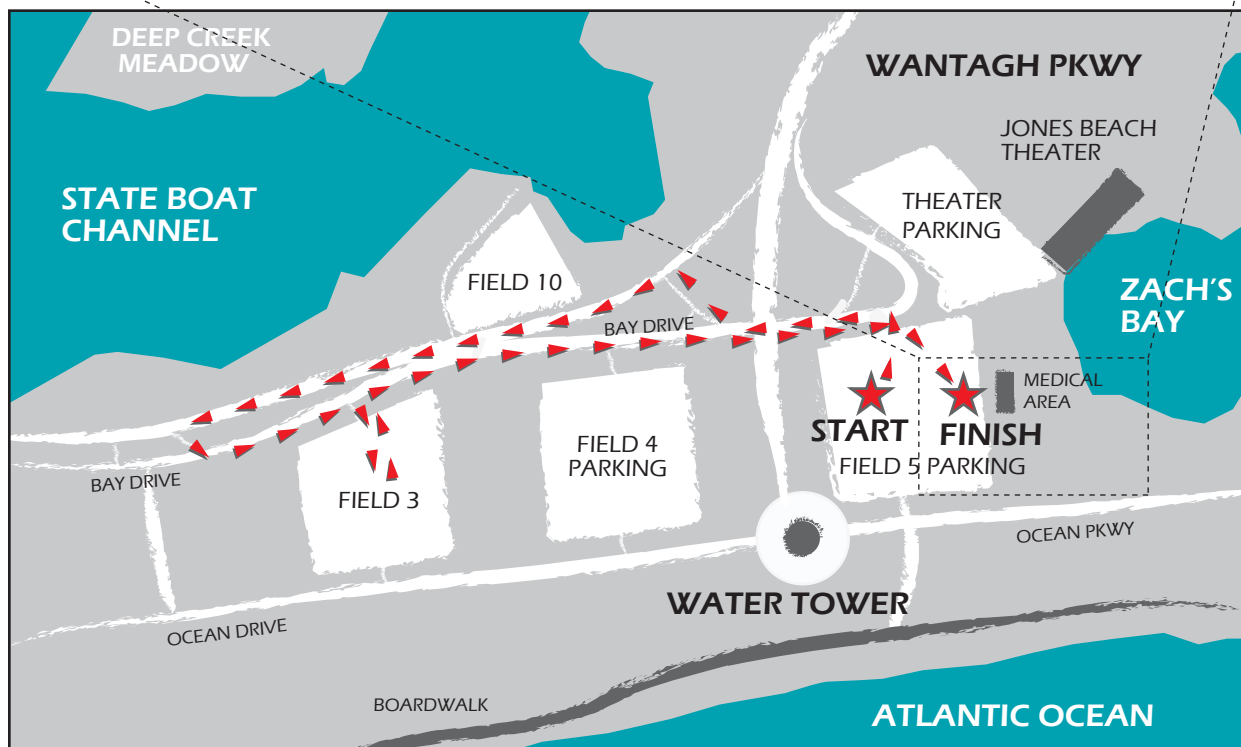 DEEP CREEK
MEADOW
WANTAGH PKWY
JONES BEACH
THEATER
STATE BOAT
CHANNEL
THEATER
PARKING
FIELD 10
ZACH'S
BAY
BAY DRIVE
MEDICAL
AREA
START
FINISH
FIELD 4
PARKING
FIELD 5 PARKING
BAY DRIVE
FIELD 3
OCEAN PKWY
WATER TOWER
OCEAN DRIVE
BOARDWALK
ATLANTIC OCEAN